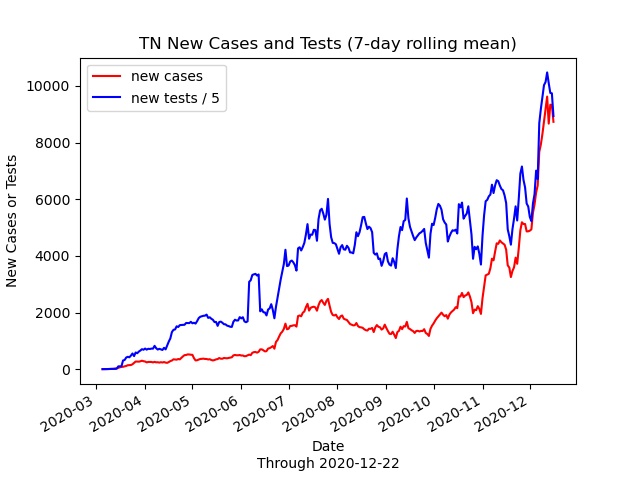 TN New Cases and Tests (7-day rolling mean)
new cases
new tests / 5
New Cases or Tests
10000
8000
6000
4000
2000
0
2020-03
2020-04
2020-05
2020-06
2020-07
2020-08
2020-09
2020-10
2020-11
2020-12
Date
Through 2020-12-22